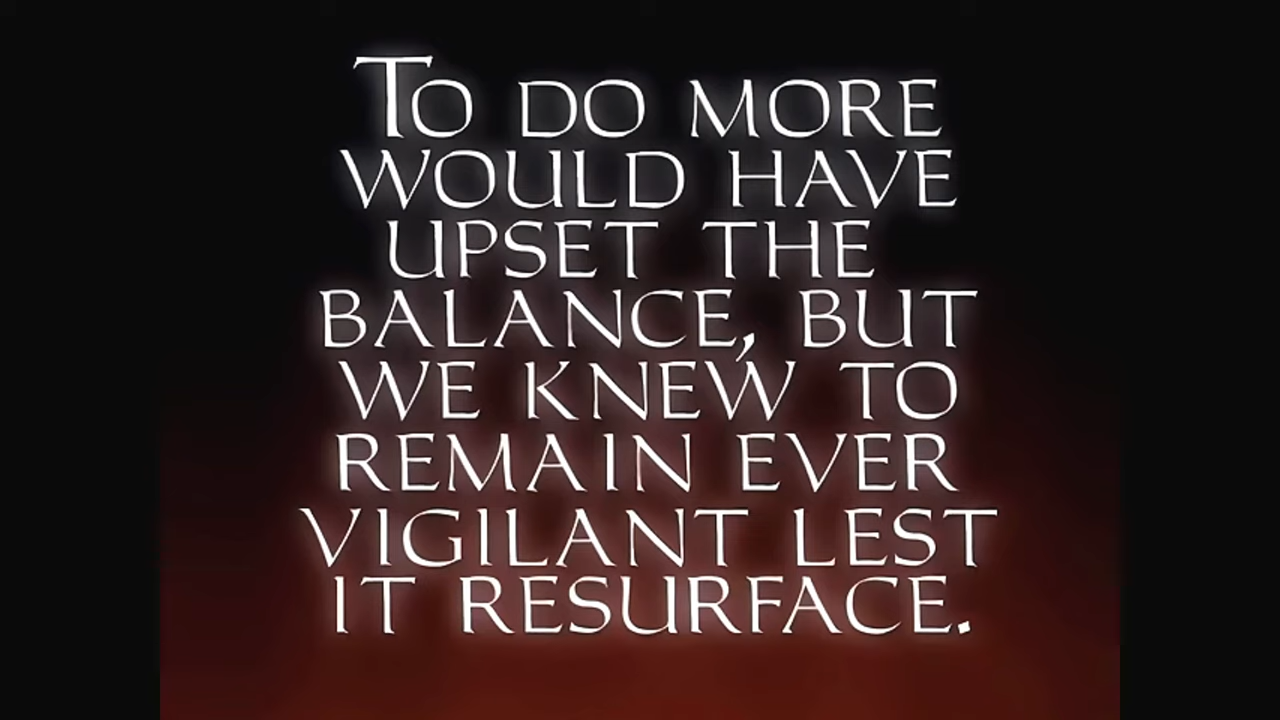 TO DO MORE
WOULD HAVE
UPSET THE
BALANCE, BUT
WE KNEW TO
REMAIN EVER
VIGILANT LEST
IT RESURFACE.